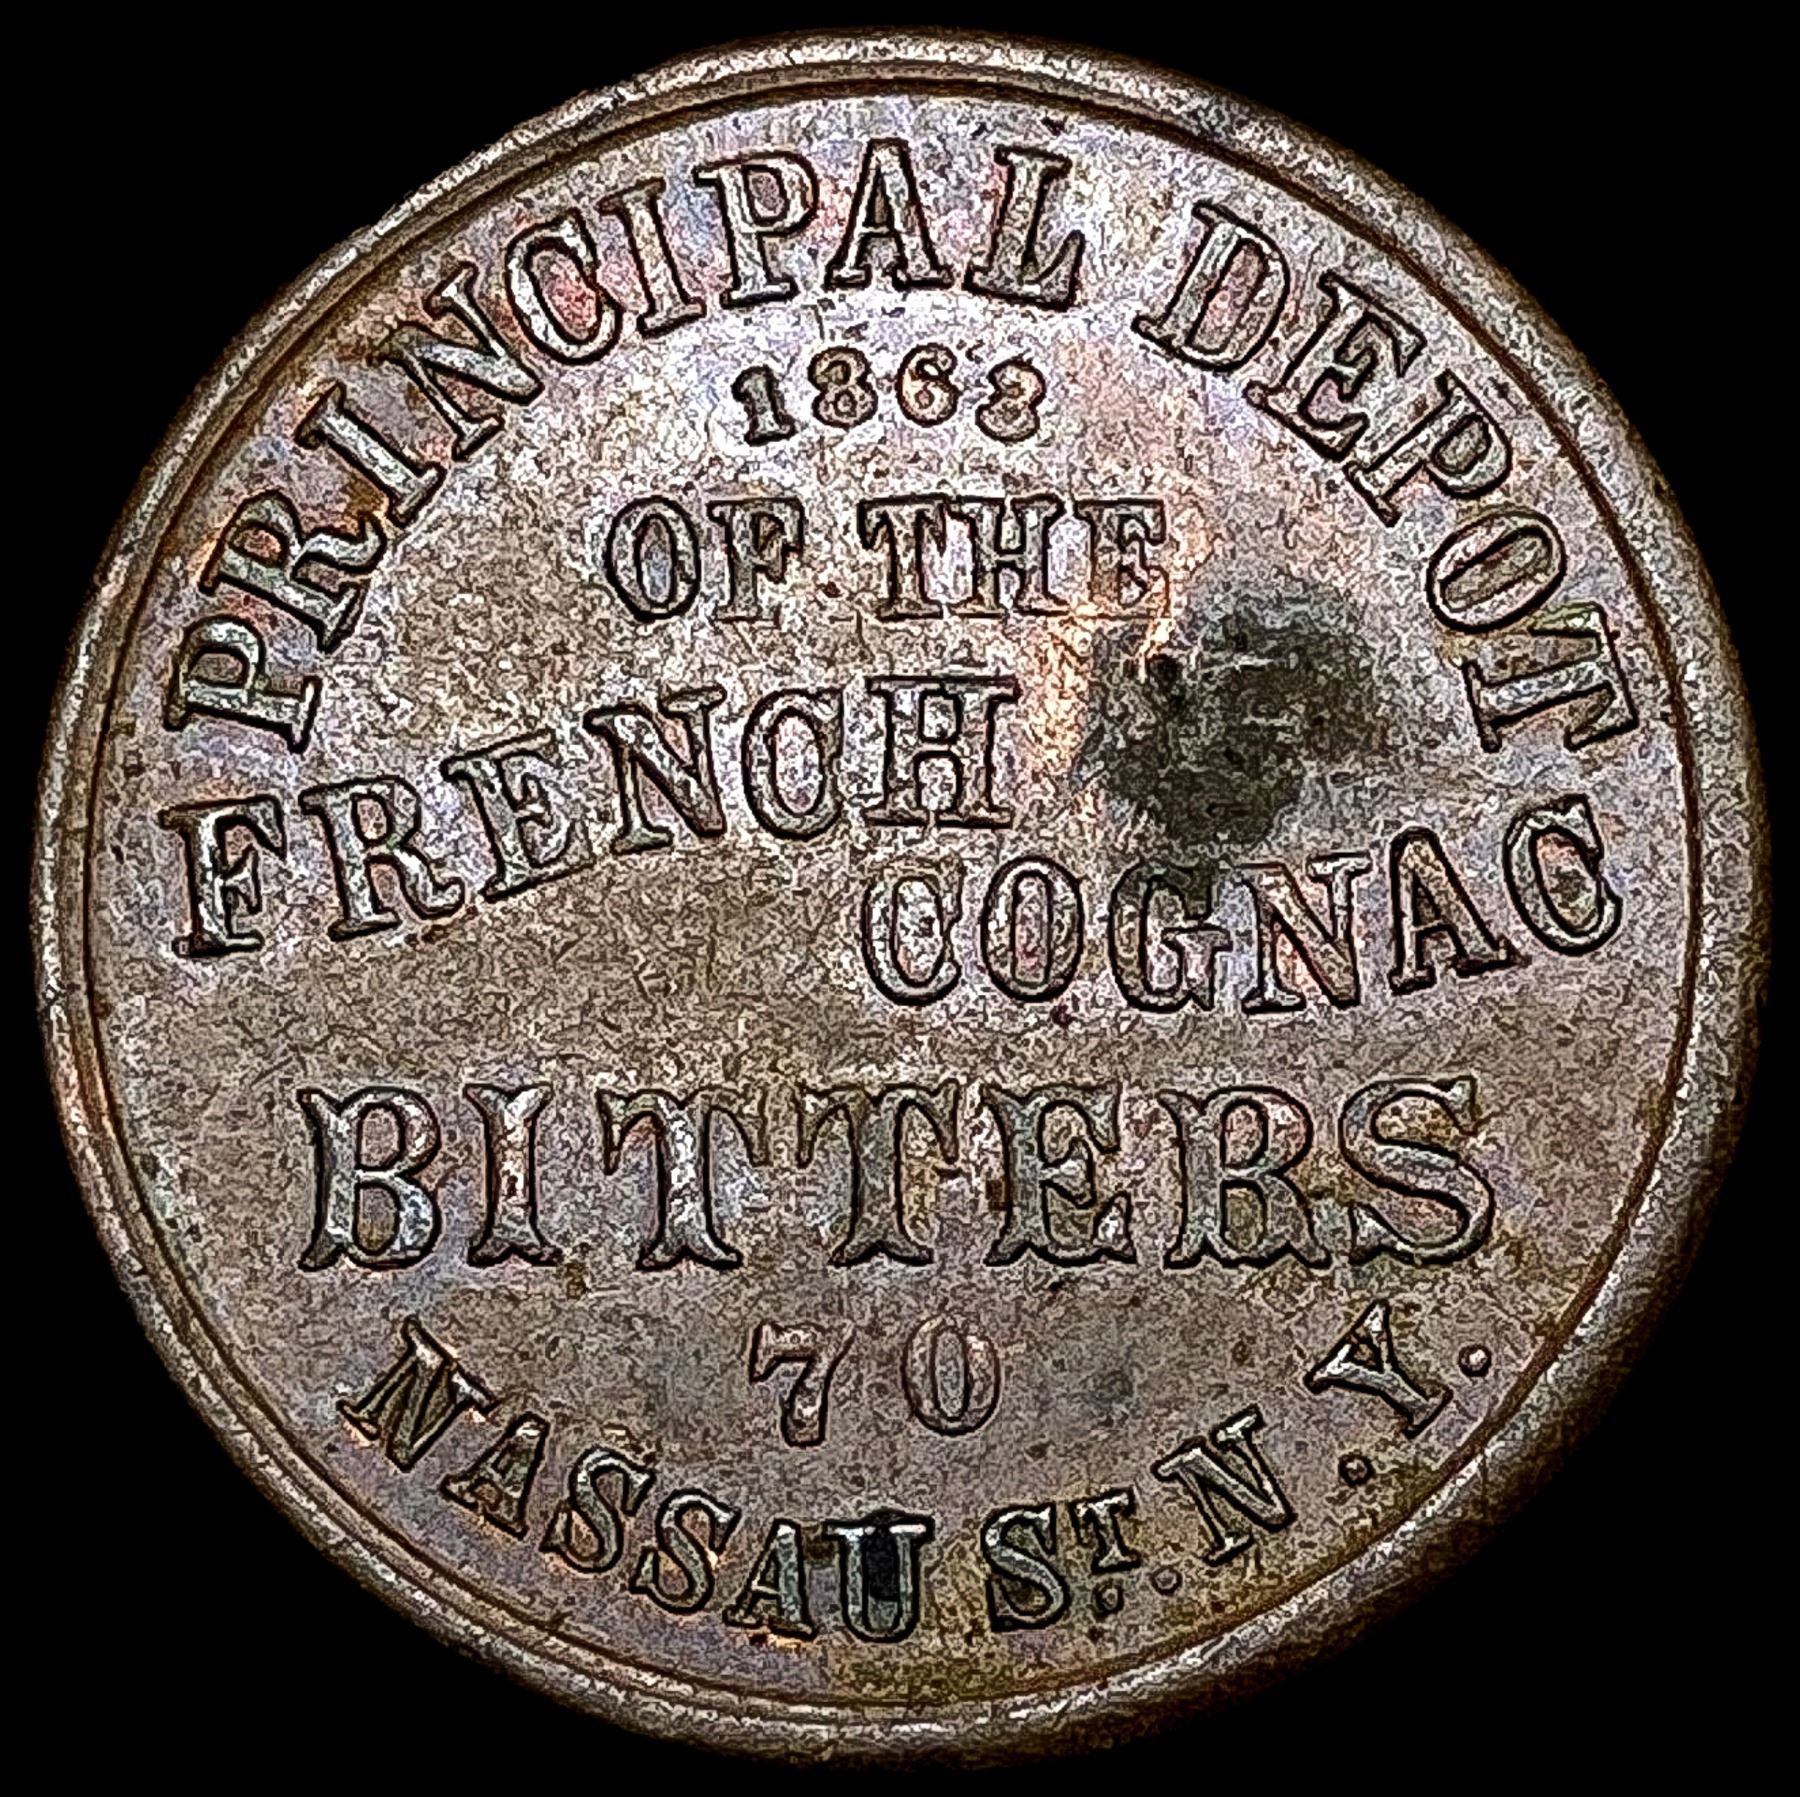 PRINCIPAL DEPOT
1863
OF THE
FRENCH
COGNAC
BITTERS
70
NASSAU ST. N.Y.